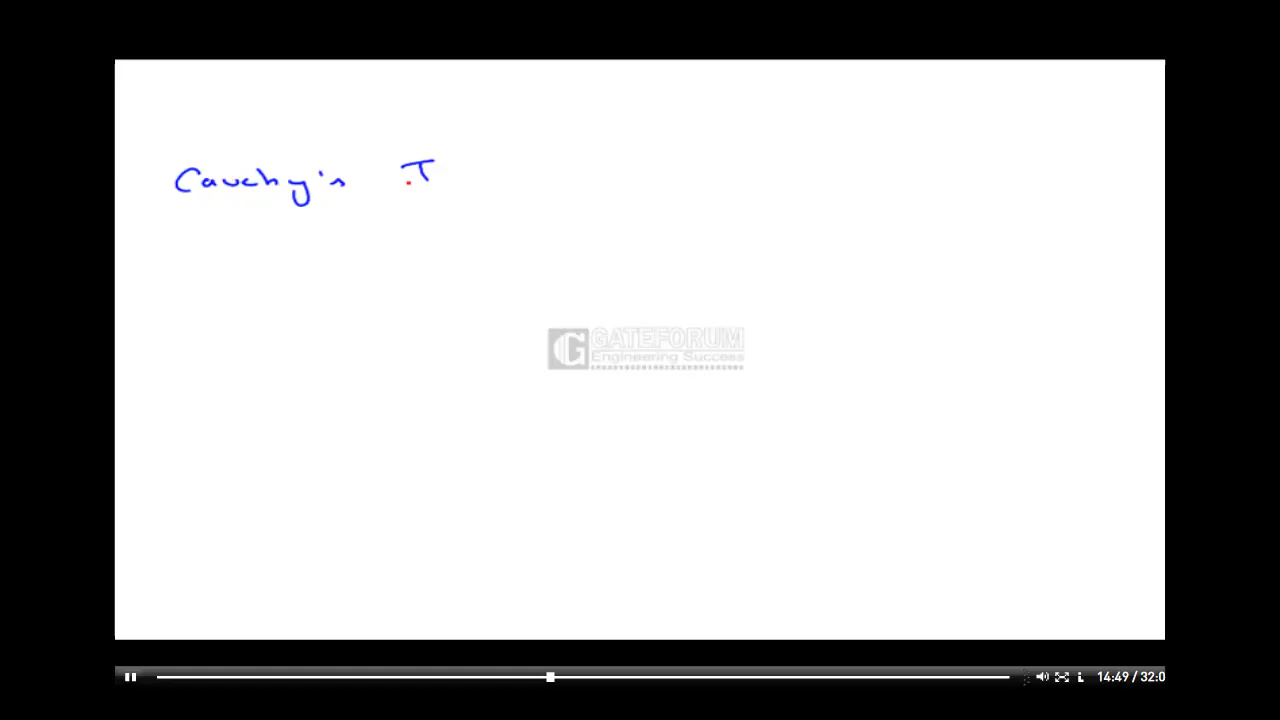 Cauchy's T
GATEFORUM
Engineering Success
14:49 / 32:0